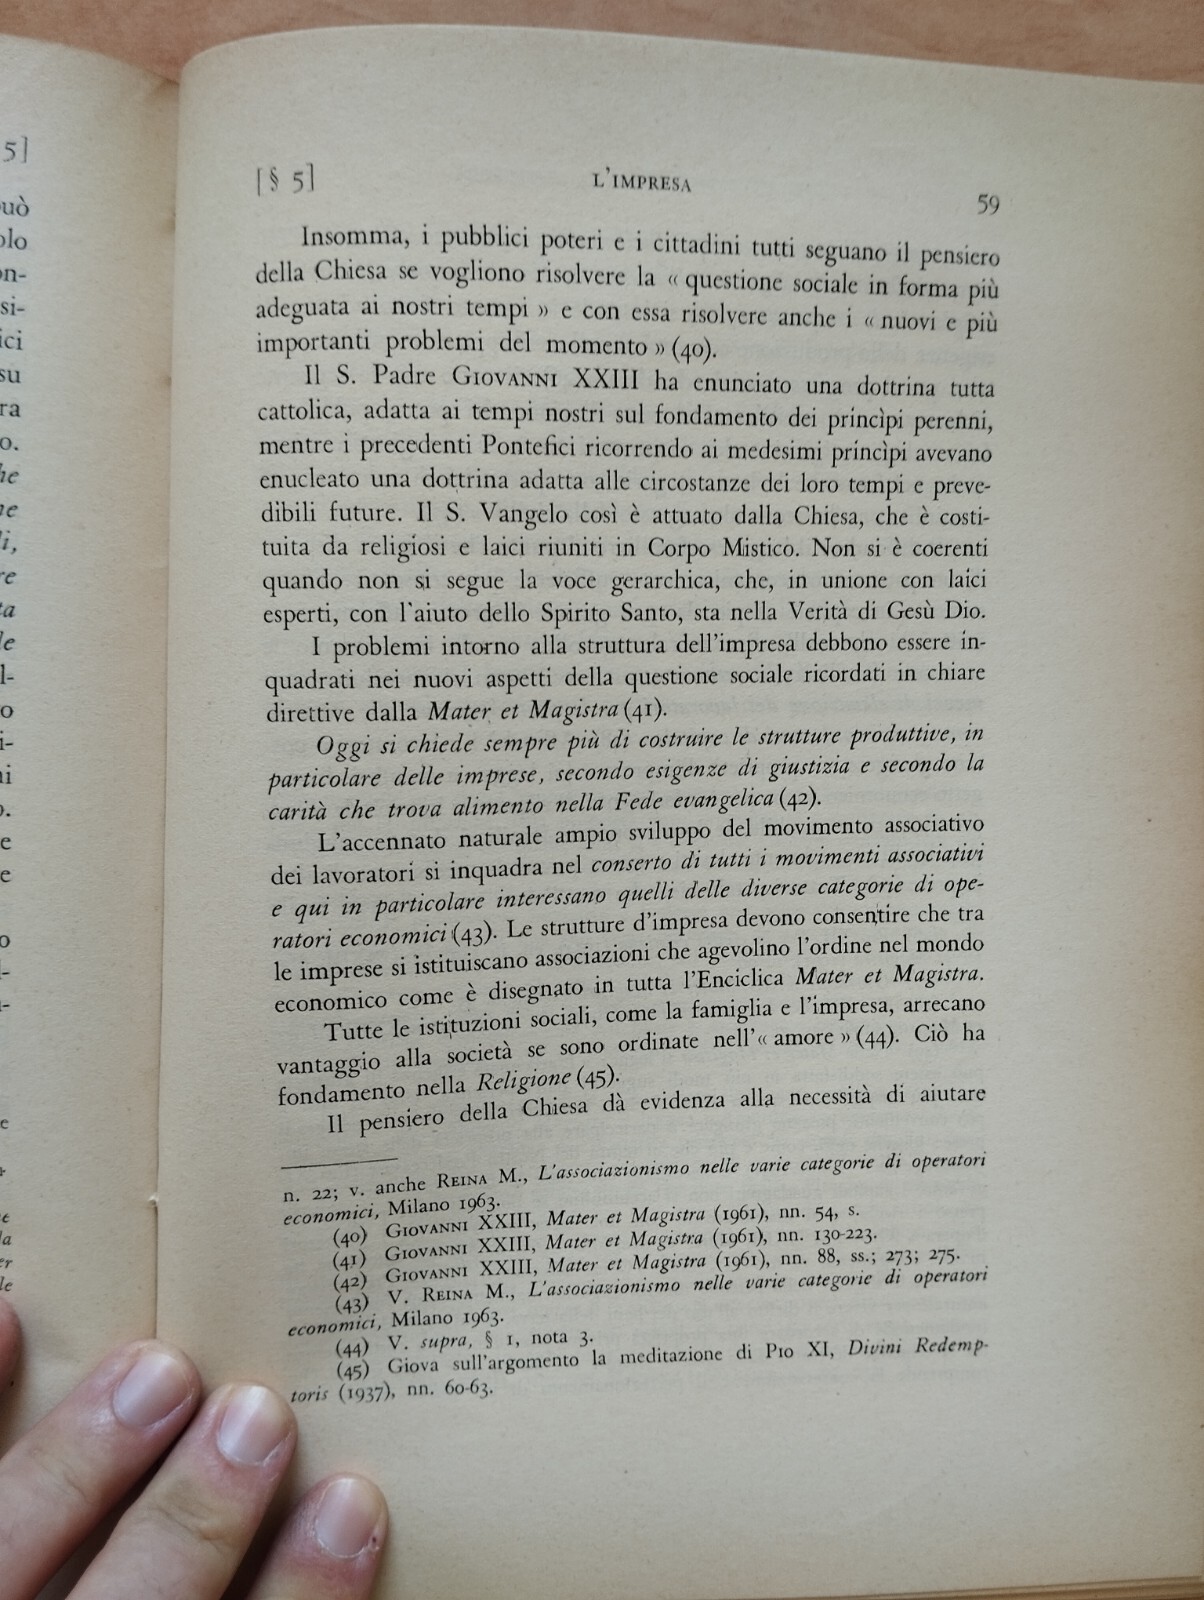 5]
[§ 5]
L'IMPRESA
59
Insomma, i pubblici poteri e i cittadini tutti seguano il pensiero
della Chiesa se vogliono risolvere la « questione sociale in forma più
adeguata ai nostri tempi » e con essa risolvere anche i « nuovi e più
importanti problemi del momento » (40).
Il S. Padre GIOVANNI XXIII ha enunciato una dottrina tutta
cattolica, adatta ai tempi nostri sul fondamento dei princìpi perenni,
mentre i precedenti Pontefici ricorrendo ai medesimi princìpi avevano
enucleato una dottrina adatta alle circostanze dei loro tempi e preve-
dibili future. Il S. Vangelo così è attuato dalla Chiesa, che è costi-
tuita da religiosi e laici riuniti in Corpo Mistico. Non si è coerenti
quando non si segue la voce gerarchica, che, in unione con laici
esperti, con l'aiuto dello Spirito Santo, sta nella Verità di Gesù Dio.
I problemi intorno alla struttura dell'impresa debbono essere in-
quadrati nei nuovi aspetti della questione sociale ricordati in chiare
direttive dalla Mater et Magistra (41).
Oggi si chiede sempre più di costruire le strutture produttive, in
particolare delle imprese, secondo esigenze di giustizia e secondo la
carità che trova alimento nella Fede evangelica (42).
L'accennato naturale ampio sviluppo del movimento associativo
dei lavoratori si inquadra nel conserto di tutti i movimenti associativi
e qui in particolare interessano quelli delle diverse categorie di ope-
ratori economici (43). Le strutture d'impresa devono consentire che tra
le imprese si istituiscano associazioni che agevolino l'ordine nel mondo
economico come è disegnato in tutta l'Enciclica Mater et Magistra.
Tutte le istituzioni sociali, come la famiglia e l'impresa, arrecano
vantaggio alla società se sono ordinate nell'« amore » (44). Ciò ha
fondamento nella Religione (45).
Il pensiero della Chiesa dà evidenza alla necessità di aiutare
n. 22; v. anche REINA M., L'associazionismo nelle varie categorie di operatori
economici, Milano 1963.
(40) GIOVANNI XXIII, Mater et Magistra (1961), nn. 54, s.
(41) GIOVANNI XXIII, Mater et Magistra (1961), nn. 130-223.
(42) GIOVANNI XXIII, Mater et Magistra (1961), nn. 88, ss.; 273; 275.
(43) V. REINA M., L'associazionismo nelle varie categorie di operatori
economici, Milano 1963.
(44) V. supra, § 1, nota 3.
(45) Giova sull'argomento la meditazione di PIO XI, Divini Redemp-
toris (1937), nn. 60-63.